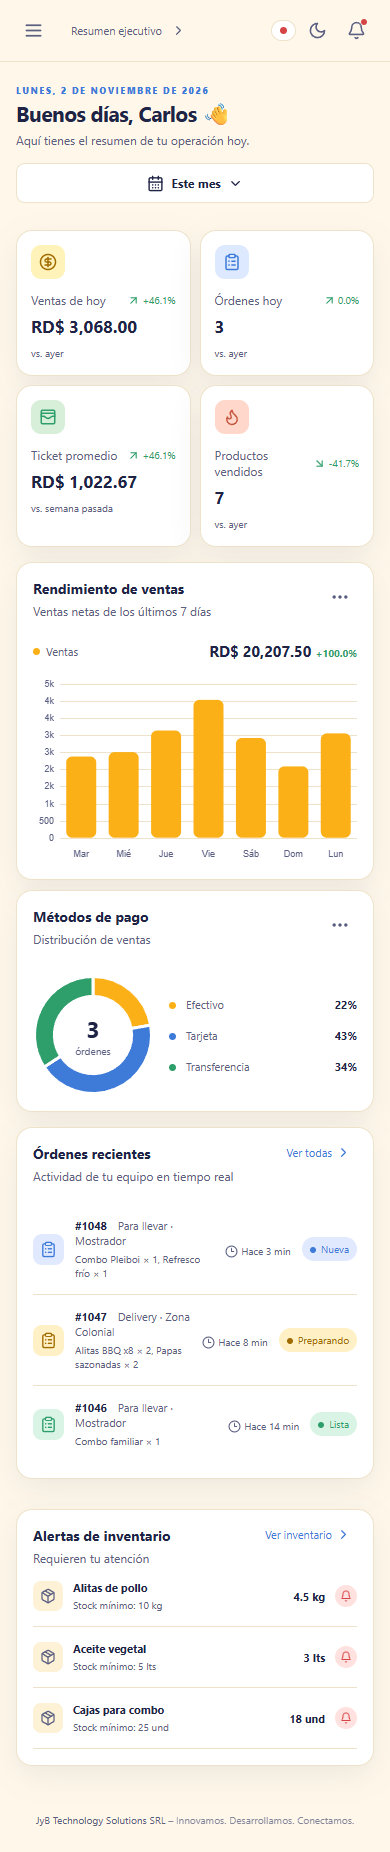 Resumen ejecutivo
LUNES, 2 DE NOVIEMBRE DE 2026
Buenos días, Carlos 👋
Aquí tienes el resumen de tu operación hoy.
Este mes
Ventas de hoy +46.1%
RD$ 3,068.00
vs. ayer
Órdenes hoy 0.0%
3
vs. ayer
Ticket promedio +46.1%
RD$ 1,022.67
vs. semana pasada
Productos
vendidos -41.7%
7
vs. ayer
Rendimiento de ventas
Ventas netas de los últimos 7 días
Ventas RD$ 20,207.50 +100.0%
5k
4k
4k
3k
3k
2k
2k
1k
500
0
Mar Mié Jue Vie Sáb Dom Lun
Métodos de pago
Distribución de ventas
3
órdenes
Efectivo 22%
Tarjeta 43%
Transferencia 34%
Órdenes recientes Ver todas
Actividad de tu equipo en tiempo real
#1048 Para llevar ·
Mostrador
Combo Pleiboi × 1, Refresco
frío × 1
Hace 3 min Nueva
#1047 Delivery · Zona
Colonial
Alitas BBQ x8 × 2, Papas
sazonadas × 2
Hace 8 min Preparando
#1046 Para llevar ·
Mostrador
Combo familiar × 1
Hace 14 min Lista
Alertas de inventario Ver inventario
Requieren tu atención
Alitas de pollo
Stock mínimo: 10 kg
4.5 kg
Aceite vegetal
Stock mínimo: 5 lts
3 lts
Cajas para combo
Stock mínimo: 25 und
18 und
JyB Technology Solutions SRL – Innovamos. Desarrollamos. Conectamos.